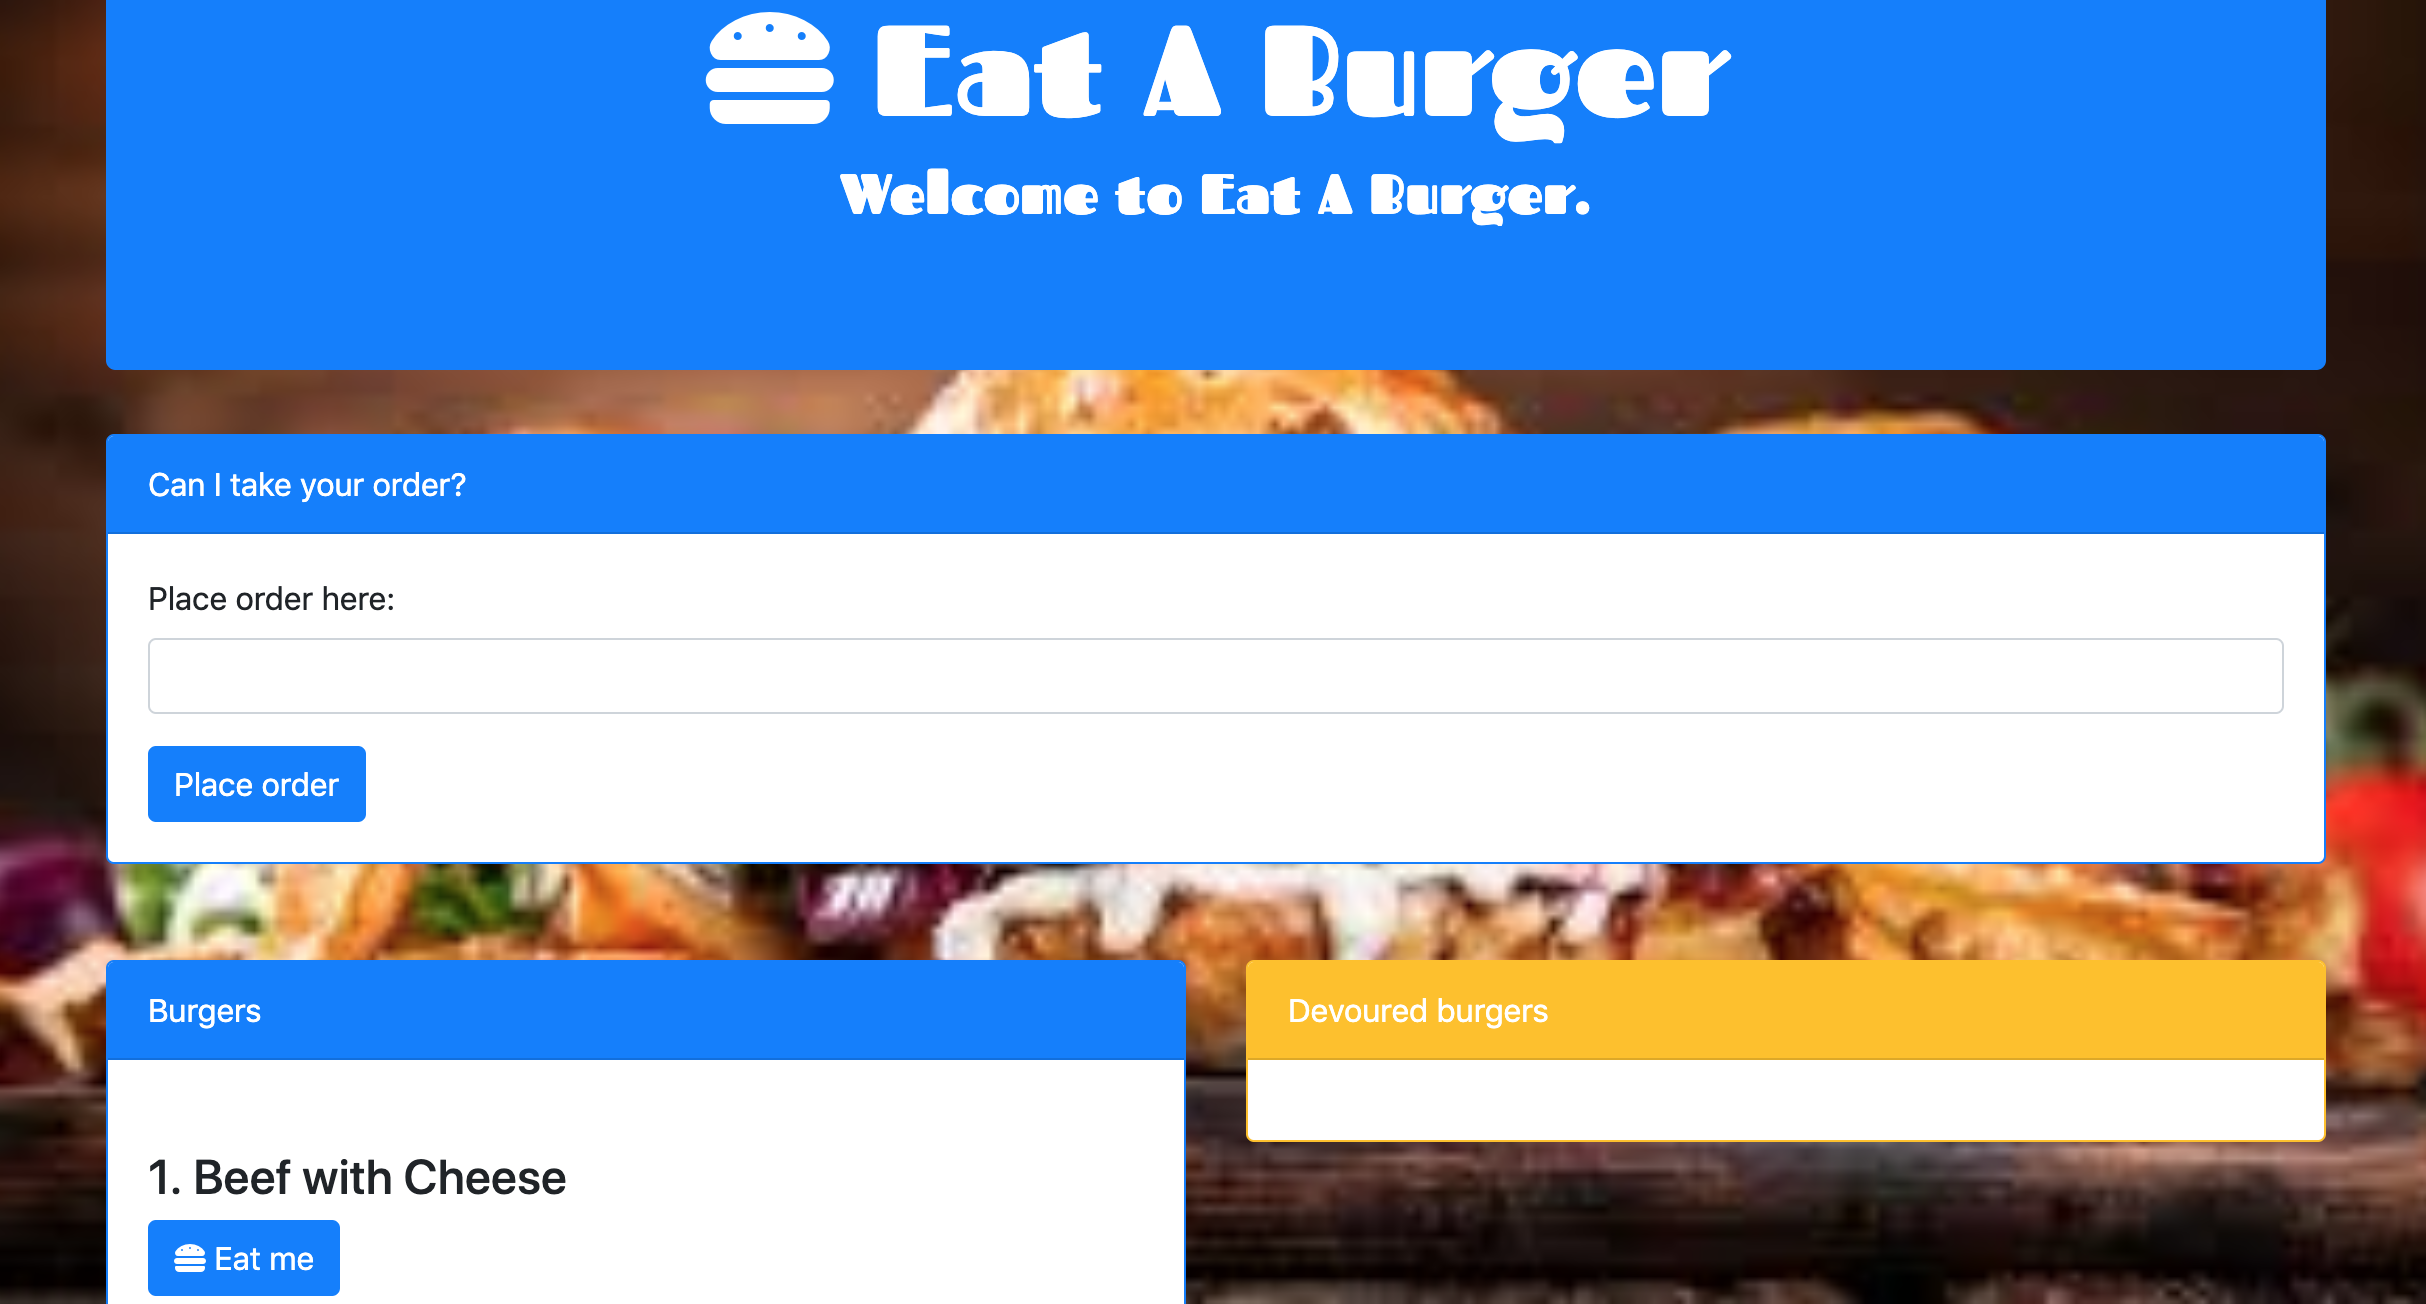 Eat A Burger
Welcome to Eat A Burger.
Can I take your order?
Place order here:
Place order
Burgers
Devoured burgers
1. Beef with Cheese
Eat me